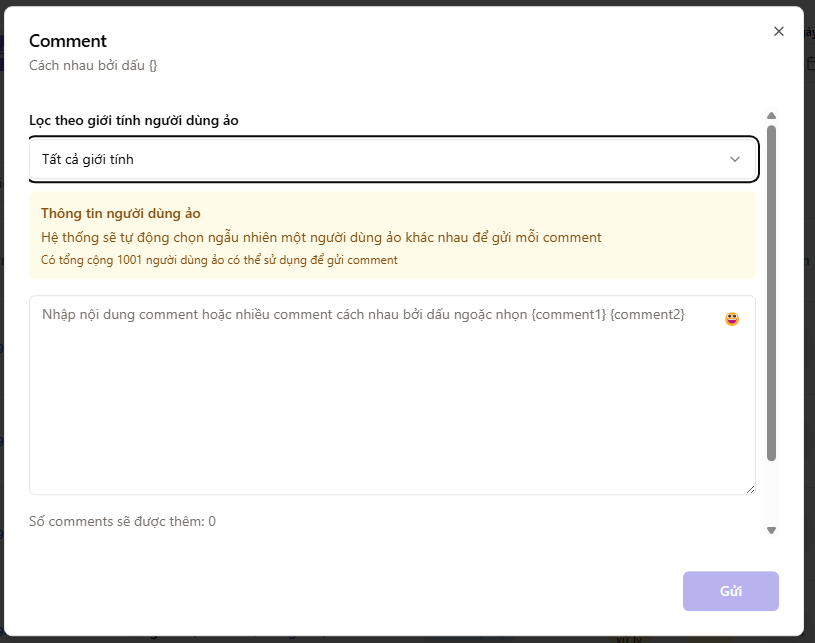 Comment
Cách nhau bởi dấu {}
Lọc theo giới tính người dùng ảo
Tất cả giới tính
Thông tin người dùng ảo
Hệ thống sẽ tự động chọn ngẫu nhiên một người dùng ảo khác nhau để gửi mỗi comment
Có tổng cộng 1001 người dùng ảo có thể sử dụng để gửi comment
Nhập nội dung comment hoặc nhiều comment cách nhau bởi dấu ngoặc nhọn {comment1} {comment2}
Số comments sẽ được thêm: 0
Gửi